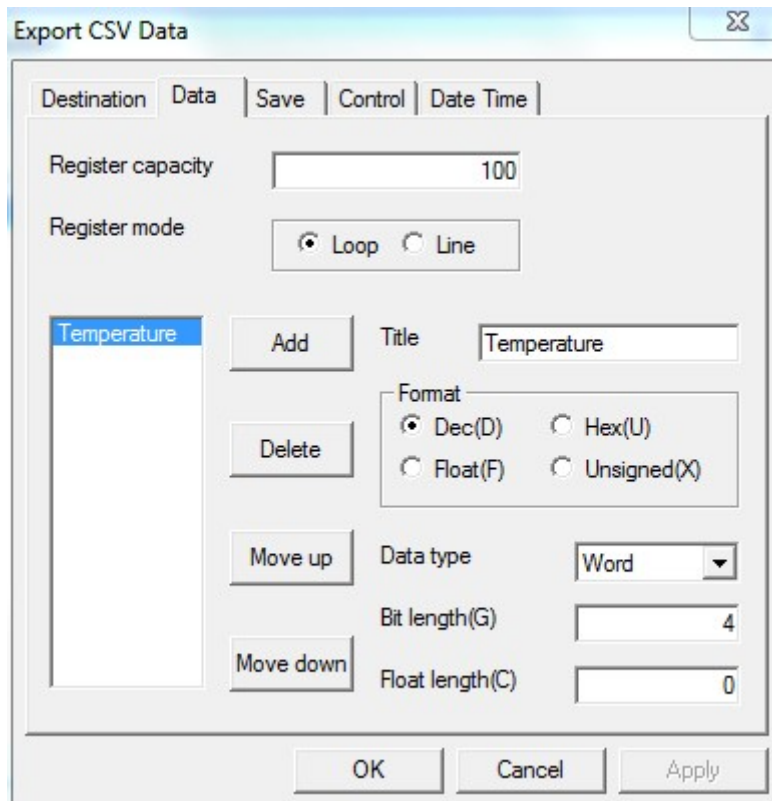 Export CSV Data
Destination Data Save Control Date Time
Register capacity 100
Register mode Loop Line
Temperature Add Title Temperature
Format
Dec(D) Hex(U)
Delete Float(F) Unsigned(X)
Move up Data type Word
Bit length(G) 4
Move down Float length(C) 0
OK Cancel Apply